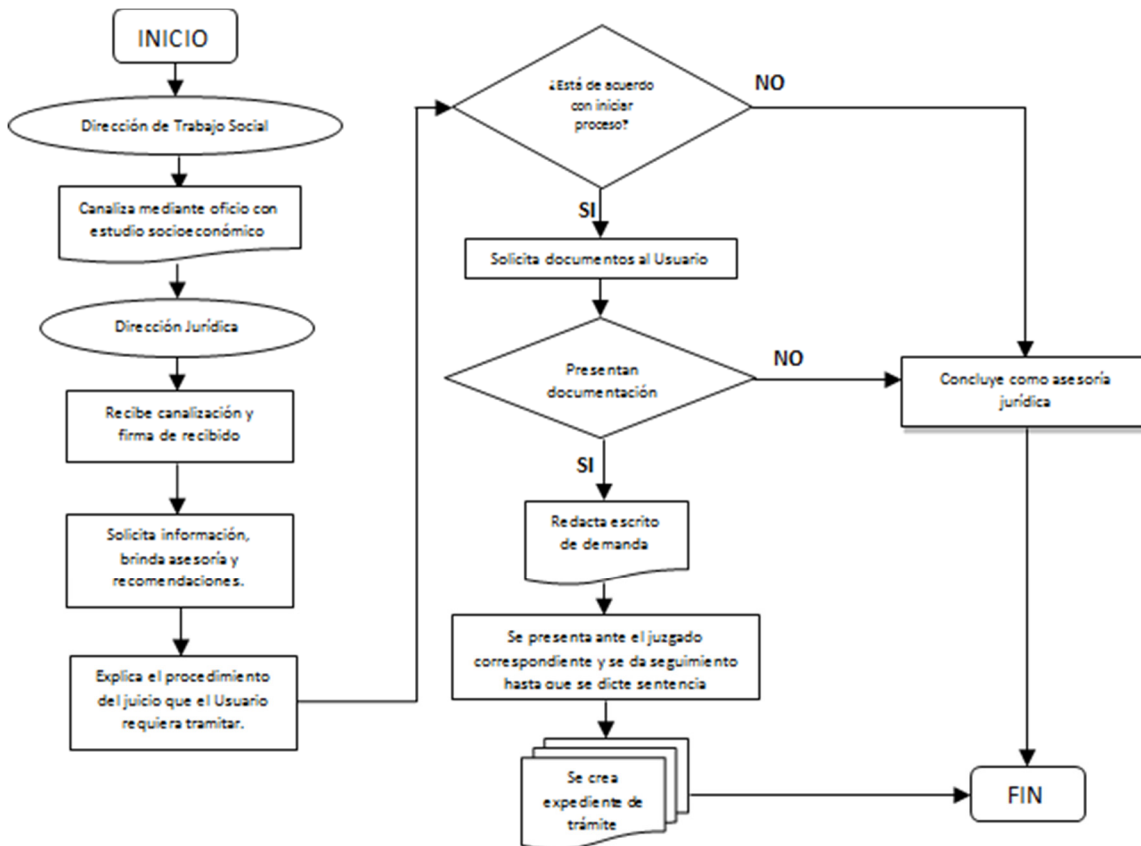 INICIO
Dirección de Trabajo Social
Canaliza mediante oficio con
estudio socioeconómico
Dirección Jurídica
Recibe canalización y
firma de recibido
Solicita información,
brinda asesoría y
recomendaciones.
Explica el procedimiento
del juicio que el Usuario
requiera tramitar.
¿Está de acuerdo
con iniciar
proceso?
NO
SI
Solicita documentos al Usuario
Presentan
documentación
NO
SI
Concluye como asesoría
jurídica
Redacta escrito
de demanda
Se presenta ante el juzgado
correspondiente y se da seguimiento
hasta que se dicte sentencia
Se crea
expediente de
trámite
FIN